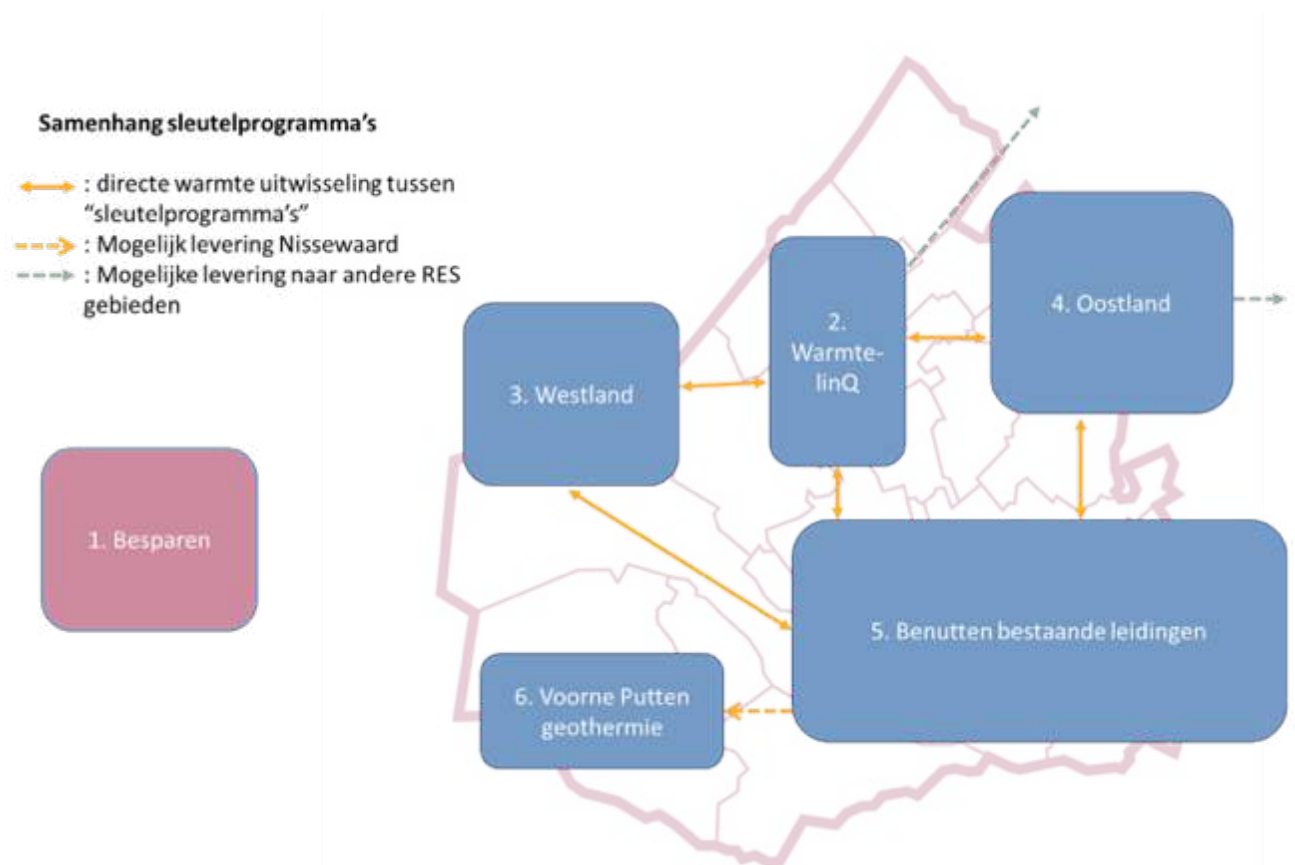 Samenhang sleutelprogramma's
: directe warmte uitwisseling tussen
"sleutelprogramma's"
: Mogelijk levering Nissewaard
: Mogelijke levering naar andere RES
gebieden
1. Besparen
2.
Warmte-
linQ
3. Westland
4. Oostland
5. Benutten bestaande leidingen
6. Voorne Putten
geothermie